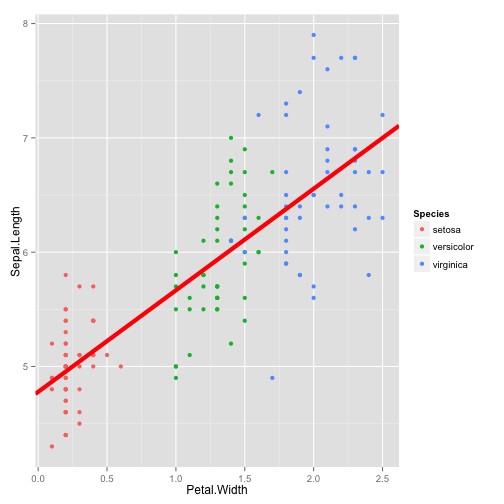 8
7
6
5
Sepal.Length
0.0 0.5 1.0 1.5 2.0 2.5
Petal.Width
Species
setosa
versicolor
virginica